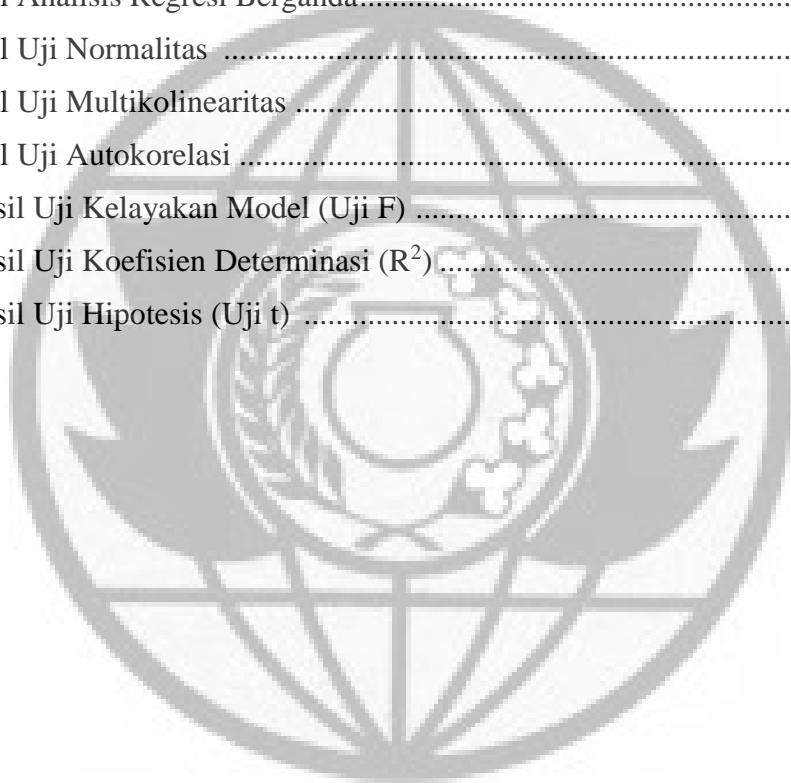 Analisis Regresi Berganda................................................................
l Uji Normalitas ................................................................
l Uji Multikolinearitas ................................................................
l Uji Autokorelasi ................................................................
sil Uji Kelayakan Model (Uji F) ................................................................
sil Uji Koefisien Determinasi (R²) ................................................................
sil Uji Hipotesis (Uji t) ................................................................